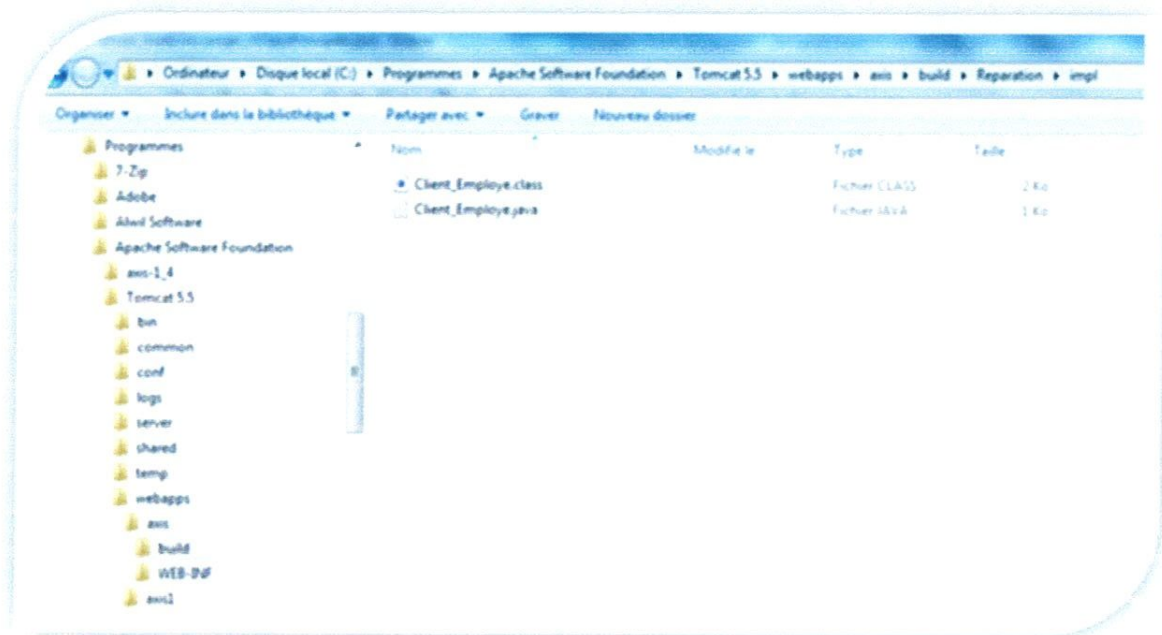 Ordinateur ▸ Disque local (C:) ▸ Programmes ▸ Apache Software Foundation ▸ Tomcat 5.5 ▸ webapps ▸ axis ▸ build ▸ Reparation ▸ impl
Organiser ▾ Inclure dans la bibliothèque ▾ Partager avec ▾ Graver Nouveau dossier
Programmes
7-Zip
Adobe
Alwil Software
Apache Software Foundation
axis-1_4
Tomcat 5.5
bin
common
conf
logs
server
shared
temp
webapps
axis
build
WEB-INF
axis1
Nom Modifié le Type Taille
Client_Employe.class Fichier CLASS 2 Ko
Client_Employe.java Fichier JAVA 1 Ko